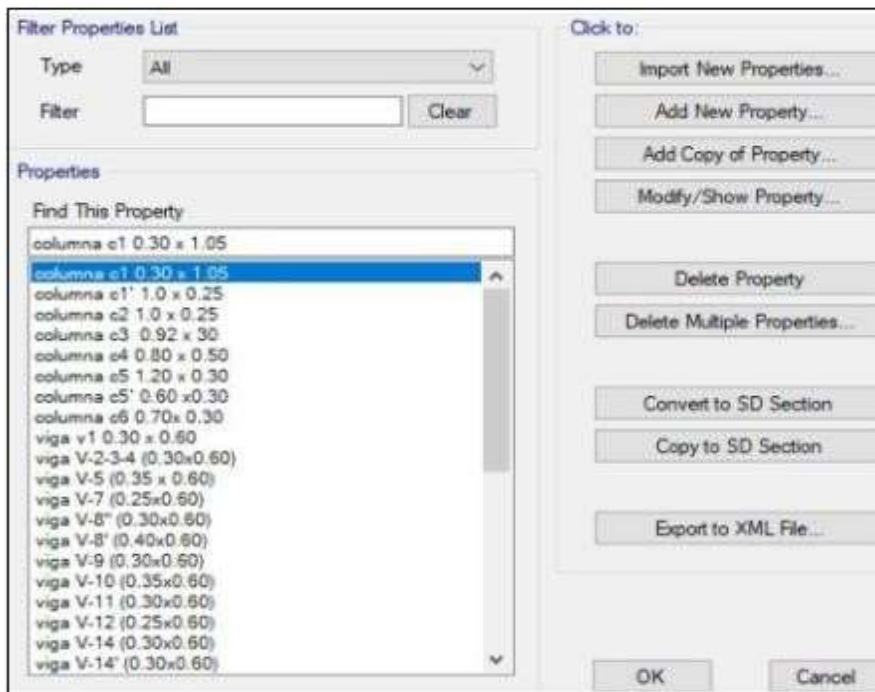 Filter Properties List
Type
All
Filter
Clear
Properties
Find This Property
columna c1 0.30 x 1.05
columna c1 0.30 x 1.05
columna c1' 1.0 x 0.25
columna c2 1.0 x 0.25
columna c3  0.92 x 30
columna c4 0.80 x 0.50
columna c5 1.20 x 0.30
columna c5' 0.60 x0.30
columna c6 0.70x 0.30
viga v1 0.30 x 0.60
viga V-2-3-4 (0.30x0.60)
viga V-5 (0.35 x 0.60)
viga V-7 (0.25x0.60)
viga V-8'' (0.30x0.60)
viga V-8' (0.40x0.60)
viga V-9 (0.30x0.60)
viga V-10 (0.35x0.60)
viga V-11 (0.30x0.60)
viga V-12 (0.25x0.60)
viga V-14 (0.30x0.60)
viga V-14' (0.30x0.60)
Click to:
Import New Properties...
Add New Property...
Add Copy of Property...
Modify/Show Property...
Delete Property
Delete Multiple Properties...
Convert to SD Section
Copy to SD Section
Export to XML File...
OK
Cancel